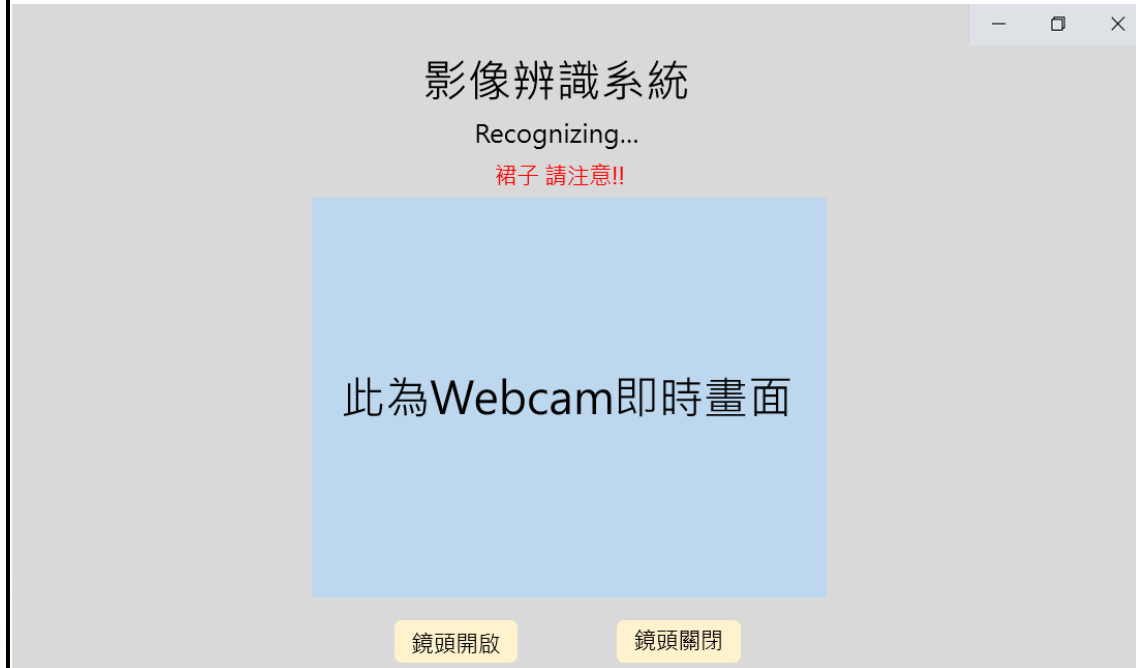 影像辨識系統
Recognizing...
裙子 請注意!!
此為Webcam即時畫面
鏡頭開啟
鏡頭關閉